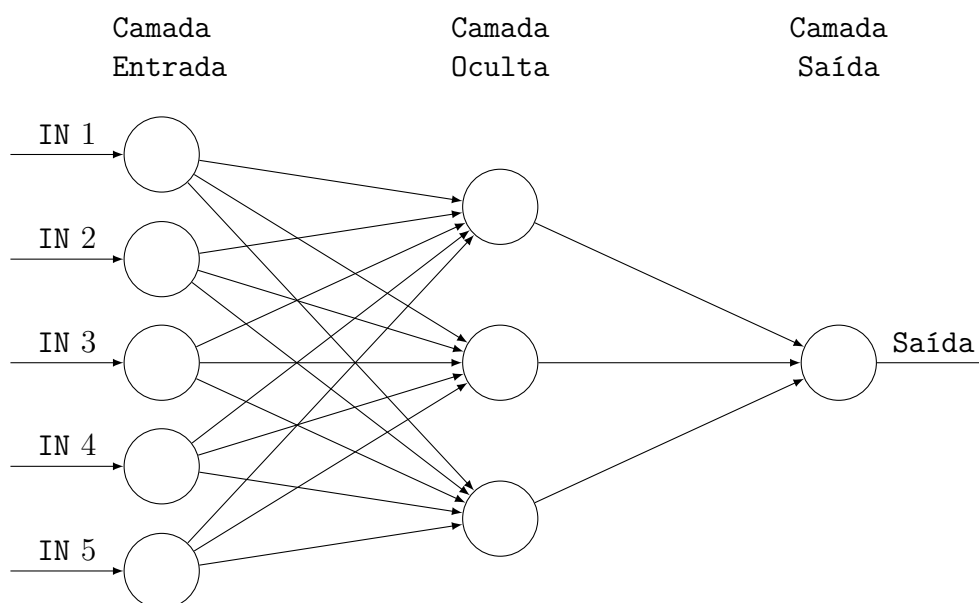 Camada
Entrada
Camada
Oculta
Camada
Saída
IN 1
IN 2
IN 3
IN 4
IN 5
Saída